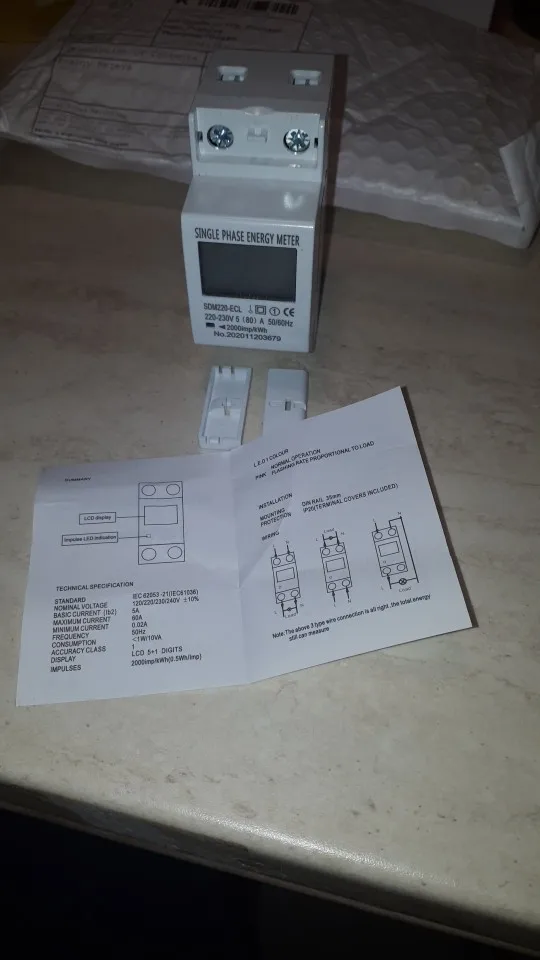 SINGLE PHASE ENERGY METER
SDM220-ECL
220-230V 5 (80) A 50/60Hz
2000imp/kWh
No.202011203679
SUMMARY
LCD display
Impulse LED indication
TECHNICAL SPECIFICATION
STANDARD IEC 62053-21(IEC61036)
NOMINAL VOLTAGE 120/220/230/240V ±10%
BASIC CURRENT (Ib2) 5A
MAXIMUM CURRENT 80A
MINIMUM CURRENT 0.02A
FREQUENCY 50Hz
CONSUMPTION <1W/10VA
ACCURACY CLASS 1
DISPLAY LCD 5+1 DIGITS
IMPULSES 2000imp/kWh(0.5Wh/imp)
LED1 COLOUR
NORMAL OPERATION
PINK FLASHING RATE PROPORTIONAL TO LOAD
INSTALLATION
MOUNTING DIN RAIL 35mm
PROTECTION IP20(TERMINAL COVERS INCLUDED)
WIRING
L N
Load
Note:The above 3 type wire connection is all right ,the total energy
still can measure